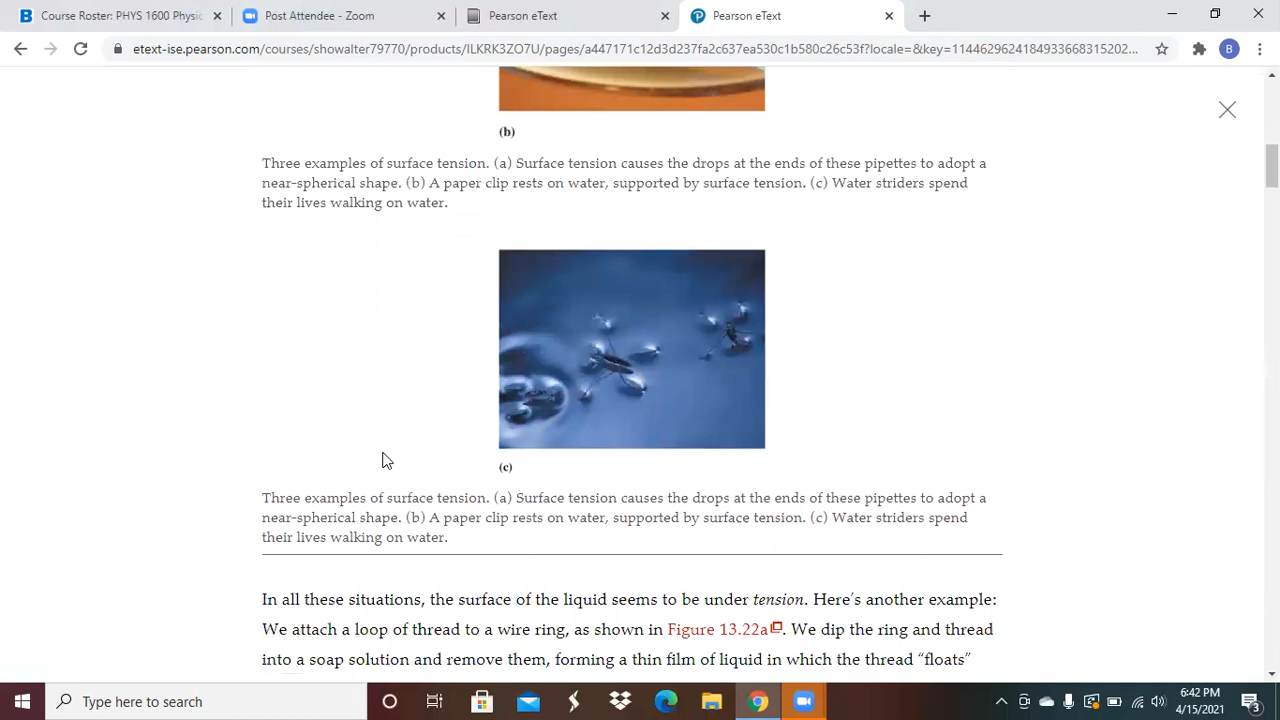 Course Roster: PHYS 1600 Physic
Post Attendee - Zoom
Pearson eText
Pearson eText
etext-ise.pearson.com/courses/showalter79770/products/ILKRK3ZO7U/pages/a447171c12d3d237fa2c637ea530c1b580c26c53f?locale=&key=1144629624184933668315202...
B
(b)
Three examples of surface tension. (a) Surface tension causes the drops at the ends of these pipettes to adopt a
near-spherical shape. (b) A paper clip rests on water, supported by surface tension. (c) Water striders spend
their lives walking on water.
(c)
Three examples of surface tension. (a) Surface tension causes the drops at the ends of these pipettes to adopt a
near-spherical shape. (b) A paper clip rests on water, supported by surface tension. (c) Water striders spend
their lives walking on water.
In all these situations, the surface of the liquid seems to be under tension. Here's another example:
We attach a loop of thread to a wire ring, as shown in Figure 13.22a. We dip the ring and thread
into a soap solution and remove them, forming a thin film of liquid in which the thread “floats”
Type here to search
6:42 PM
4/15/2021
3